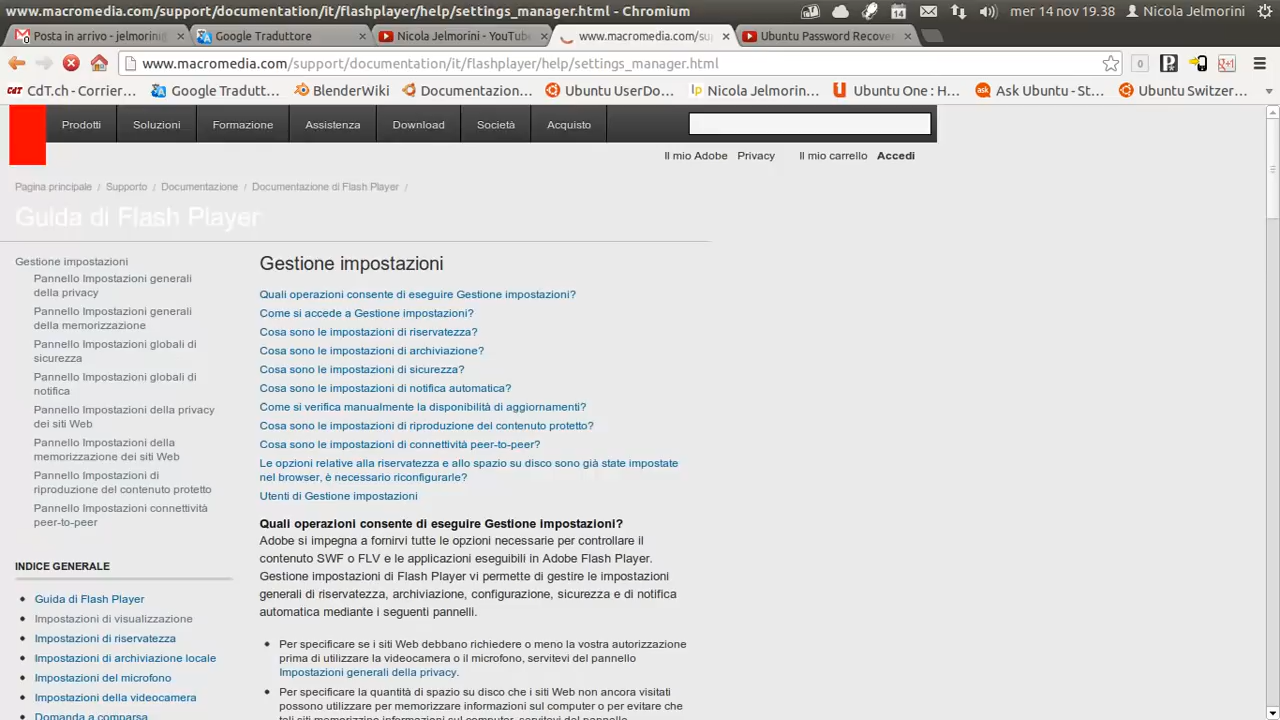 www.macromedia.com/support/documentation/it/flashplayer/help/settings_manager.html - Chromium
14
mer 14 nov 19.38
Nicola Jelmorini
Posta in arrivo - jelmorini@
Google Traduttore
Nicola Jelmorini - YouTube
www.macromedia.com/su
Ubuntu Password Recove
www.macromedia.com/support/documentation/it/flashplayer/help/settings_manager.html
0
CdT.ch - Corrier...
Google Tradutt...
BlenderWiki
Documentazion...
Ubuntu UserDo...
Nicola Jelmorin...
Ubuntu One : H...
Ask Ubuntu - St...
Ubuntu Switzer...
Prodotti
Soluzioni
Formazione
Assistenza
Download
Società
Acquisto
Il mio Adobe
Privacy
Il mio carrello
Accedi
Pagina principale / Supporto / Documentazione / Documentazione di Flash Player /
Guida di Flash Player
Gestione impostazioni
Pannello Impostazioni generali
della privacy
Pannello Impostazioni generali
della memorizzazione
Pannello Impostazioni globali di
sicurezza
Pannello Impostazioni globali di
notifica
Pannello Impostazioni della privacy
dei siti Web
Pannello Impostazioni della
memorizzazione dei siti Web
Pannello Impostazioni di
riproduzione del contenuto protetto
Pannello Impostazioni connettività
peer-to-peer
INDICE GENERALE
Guida di Flash Player
Impostazioni di visualizzazione
Impostazioni di riservatezza
Impostazioni di archiviazione locale
Impostazioni del microfono
Impostazioni della videocamera
Domanda a comparsa
Gestione impostazioni
Quali operazioni consente di eseguire Gestione impostazioni?
Come si accede a Gestione impostazioni?
Cosa sono le impostazioni di riservatezza?
Cosa sono le impostazioni di archiviazione?
Cosa sono le impostazioni di sicurezza?
Cosa sono le impostazioni di notifica automatica?
Come si verifica manualmente la disponibilità di aggiornamenti?
Cosa sono le impostazioni di riproduzione del contenuto protetto?
Cosa sono le impostazioni di connettività peer-to-peer?
Le opzioni relative alla riservatezza e allo spazio su disco sono già state impostate
nel browser, è necessario riconfigurarle?
Utenti di Gestione impostazioni
Quali operazioni consente di eseguire Gestione impostazioni?
Adobe si impegna a fornirvi tutte le opzioni necessarie per controllare il
contenuto SWF o FLV e le applicazioni eseguibili in Adobe Flash Player.
Gestione impostazioni di Flash Player vi permette di gestire le impostazioni
generali di riservatezza, archiviazione, configurazione, sicurezza e di notifica
automatica mediante i seguenti pannelli.
Per specificare se i siti Web debbano richiedere o meno la vostra autorizzazione
prima di utilizzare la videocamera o il microfono, servitevi del pannello
Impostazioni generali della privacy.
Per specificare la quantità di spazio su disco che i siti Web non ancora visitati
possono utilizzare per memorizzare informazioni sul computer o per evitare che
tali siti memorizzino informazioni sul computer, servitevi del pannello